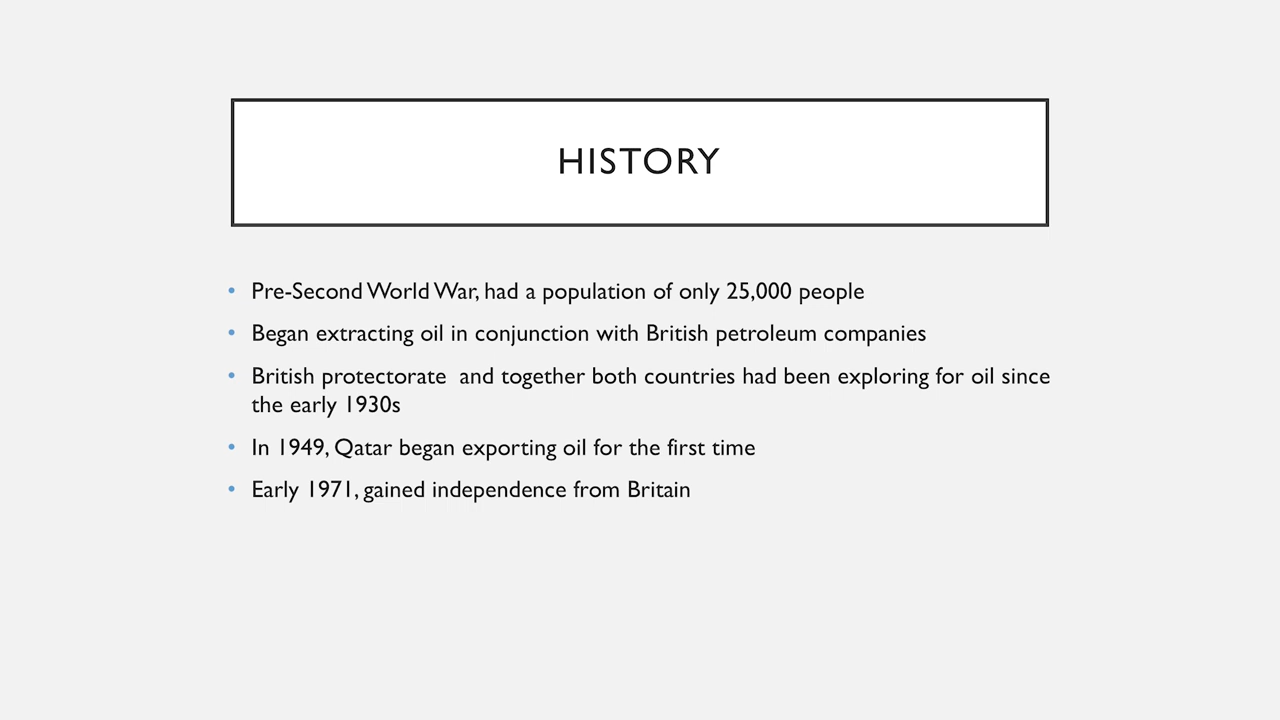 HISTORY
• Pre-Second World War, had a population of only 25,000 people
• Began extracting oil in conjunction with British petroleum companies
• British protectorate  and together both countries had been exploring for oil since
the early 1930s
• In 1949, Qatar began exporting oil for the first time
• Early 1971, gained independence from Britain